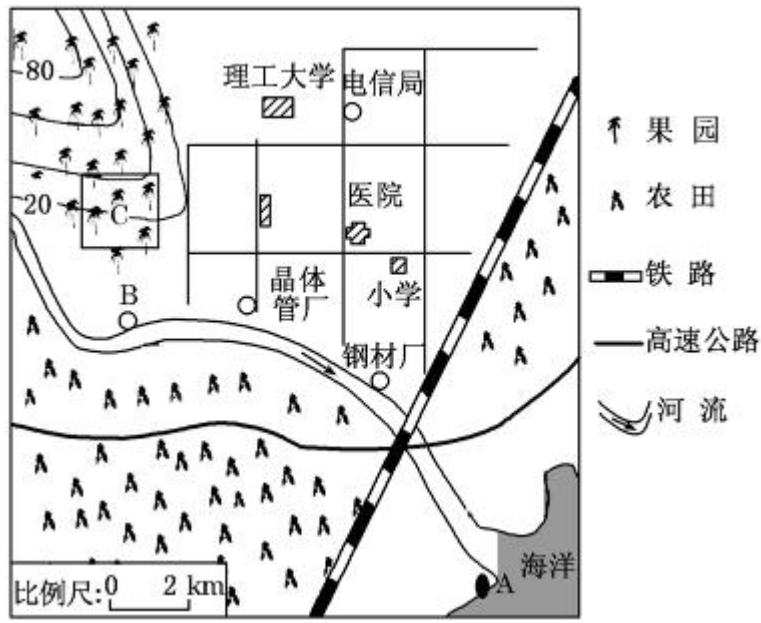 80
理工大学
电信局
果 园
20
C
医院
农 田
B
晶体
管厂
小学
铁 路
钢材厂
高速公路
河 流
海洋
A
比例尺:0 2 km